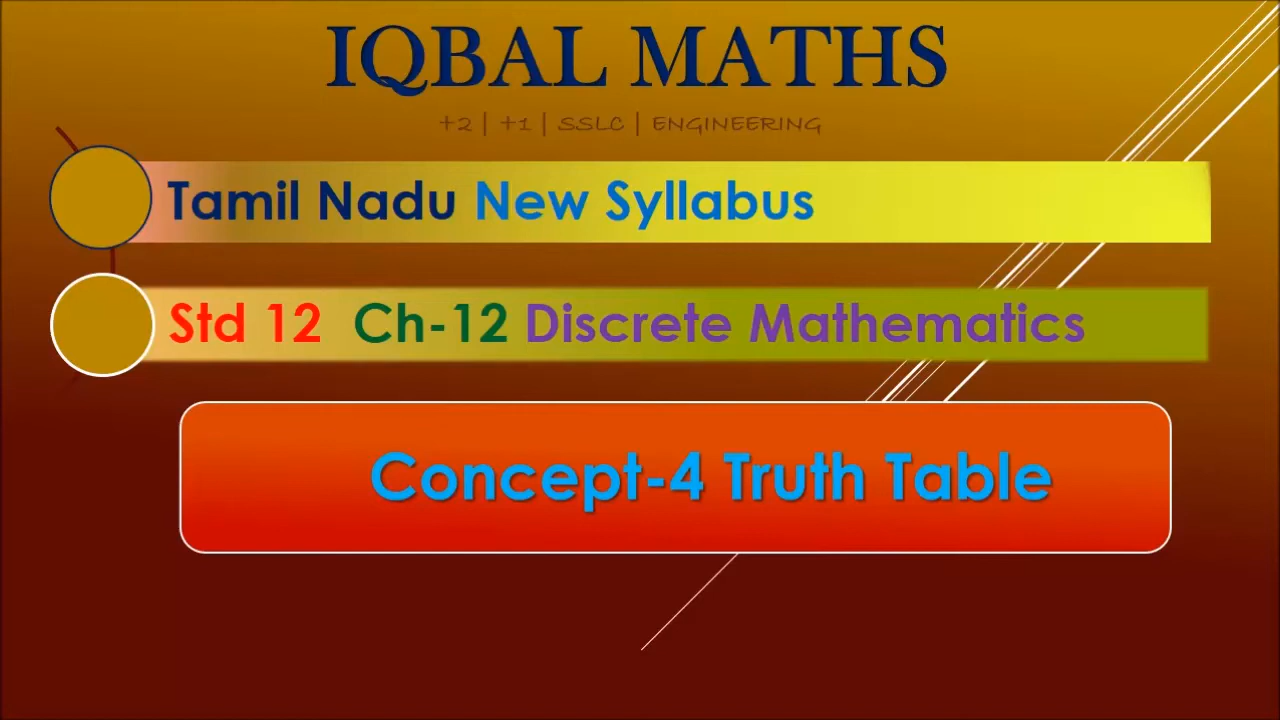 IQBAL MATHS
+2 | +1 | SSLC | ENGINEERING
Tamil Nadu New Syllabus
Std 12 Ch-12 Discrete Mathematics
Concept-4 Truth Table